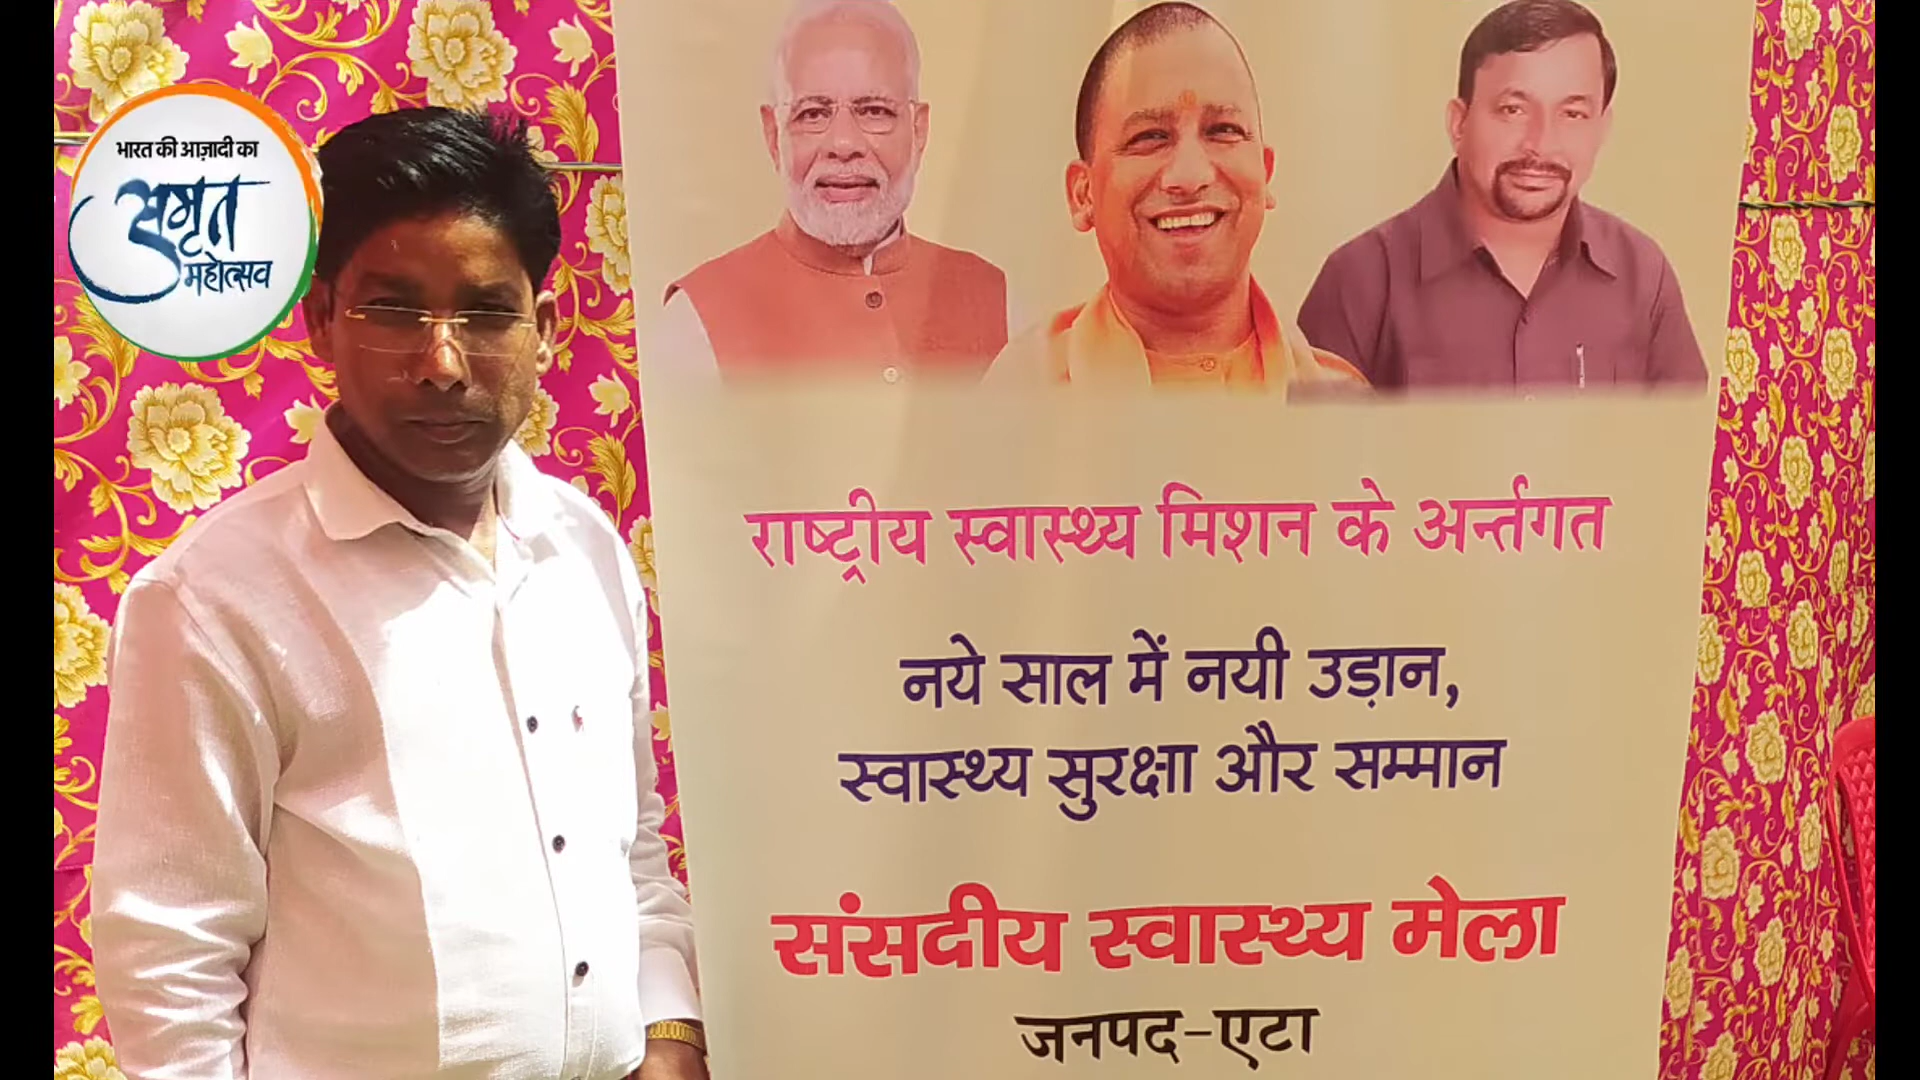 भारत की आज़ादी का
अमृत
महोत्सव
राष्ट्रीय स्वास्थ्य मिशन के अर्न्तगत
नये साल में नयी उड़ान,
स्वास्थ्य सुरक्षा और सम्मान
संसदीय स्वास्थ्य मेला
जनपद-एटा